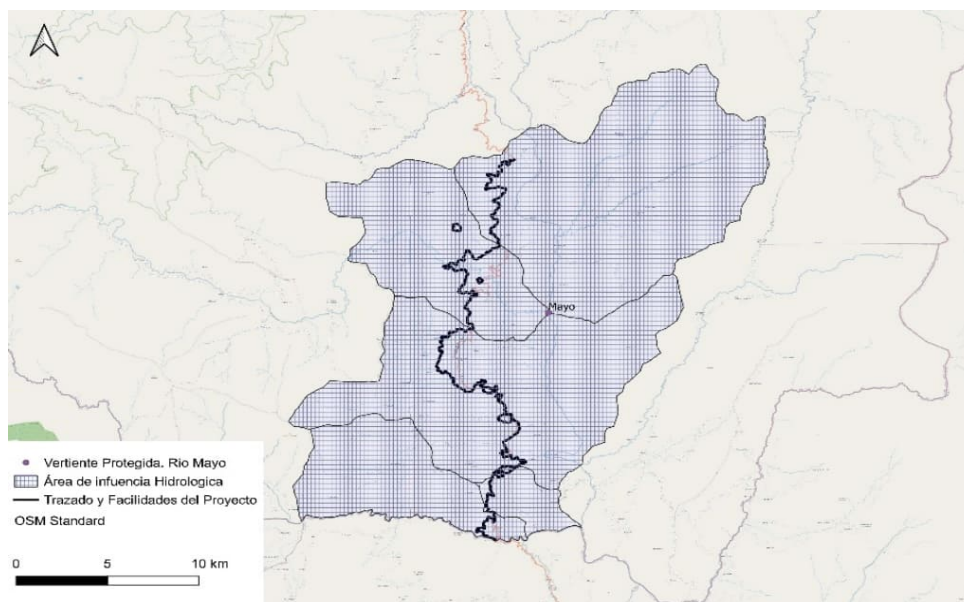 Mayo
Vertiente Protegida. Rio Mayo
Área de infuencia Hidrologica
Trazado y Facilidades del Proyecto
OSM Standard
0 5 10 km